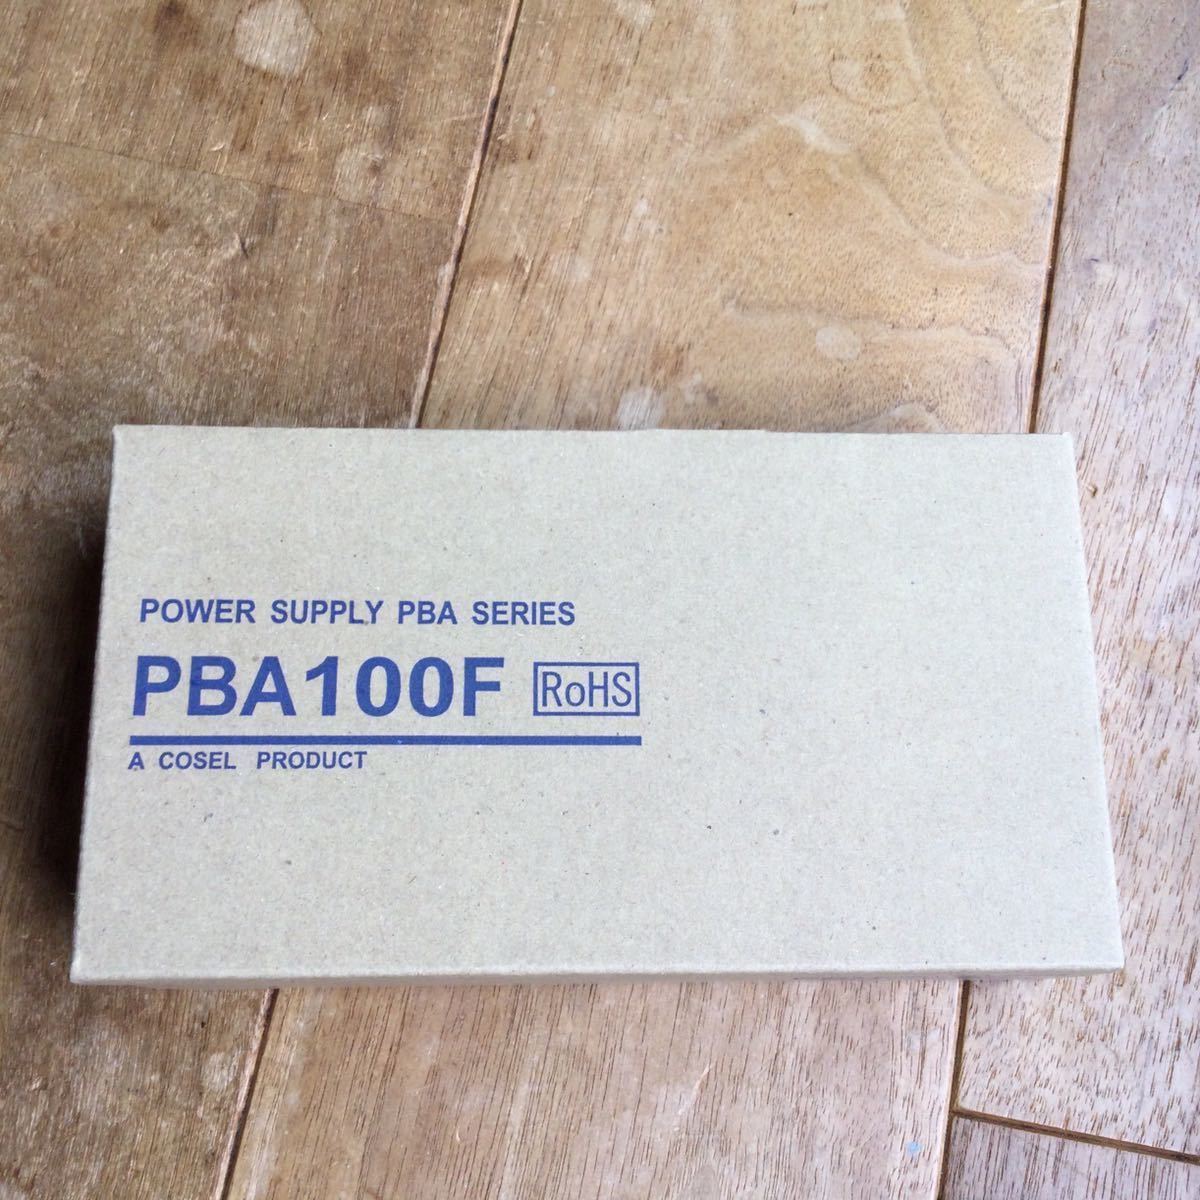 POWER SUPPLY PBA SERIES
PBA100F RoHS
A COSEL PRODUCT